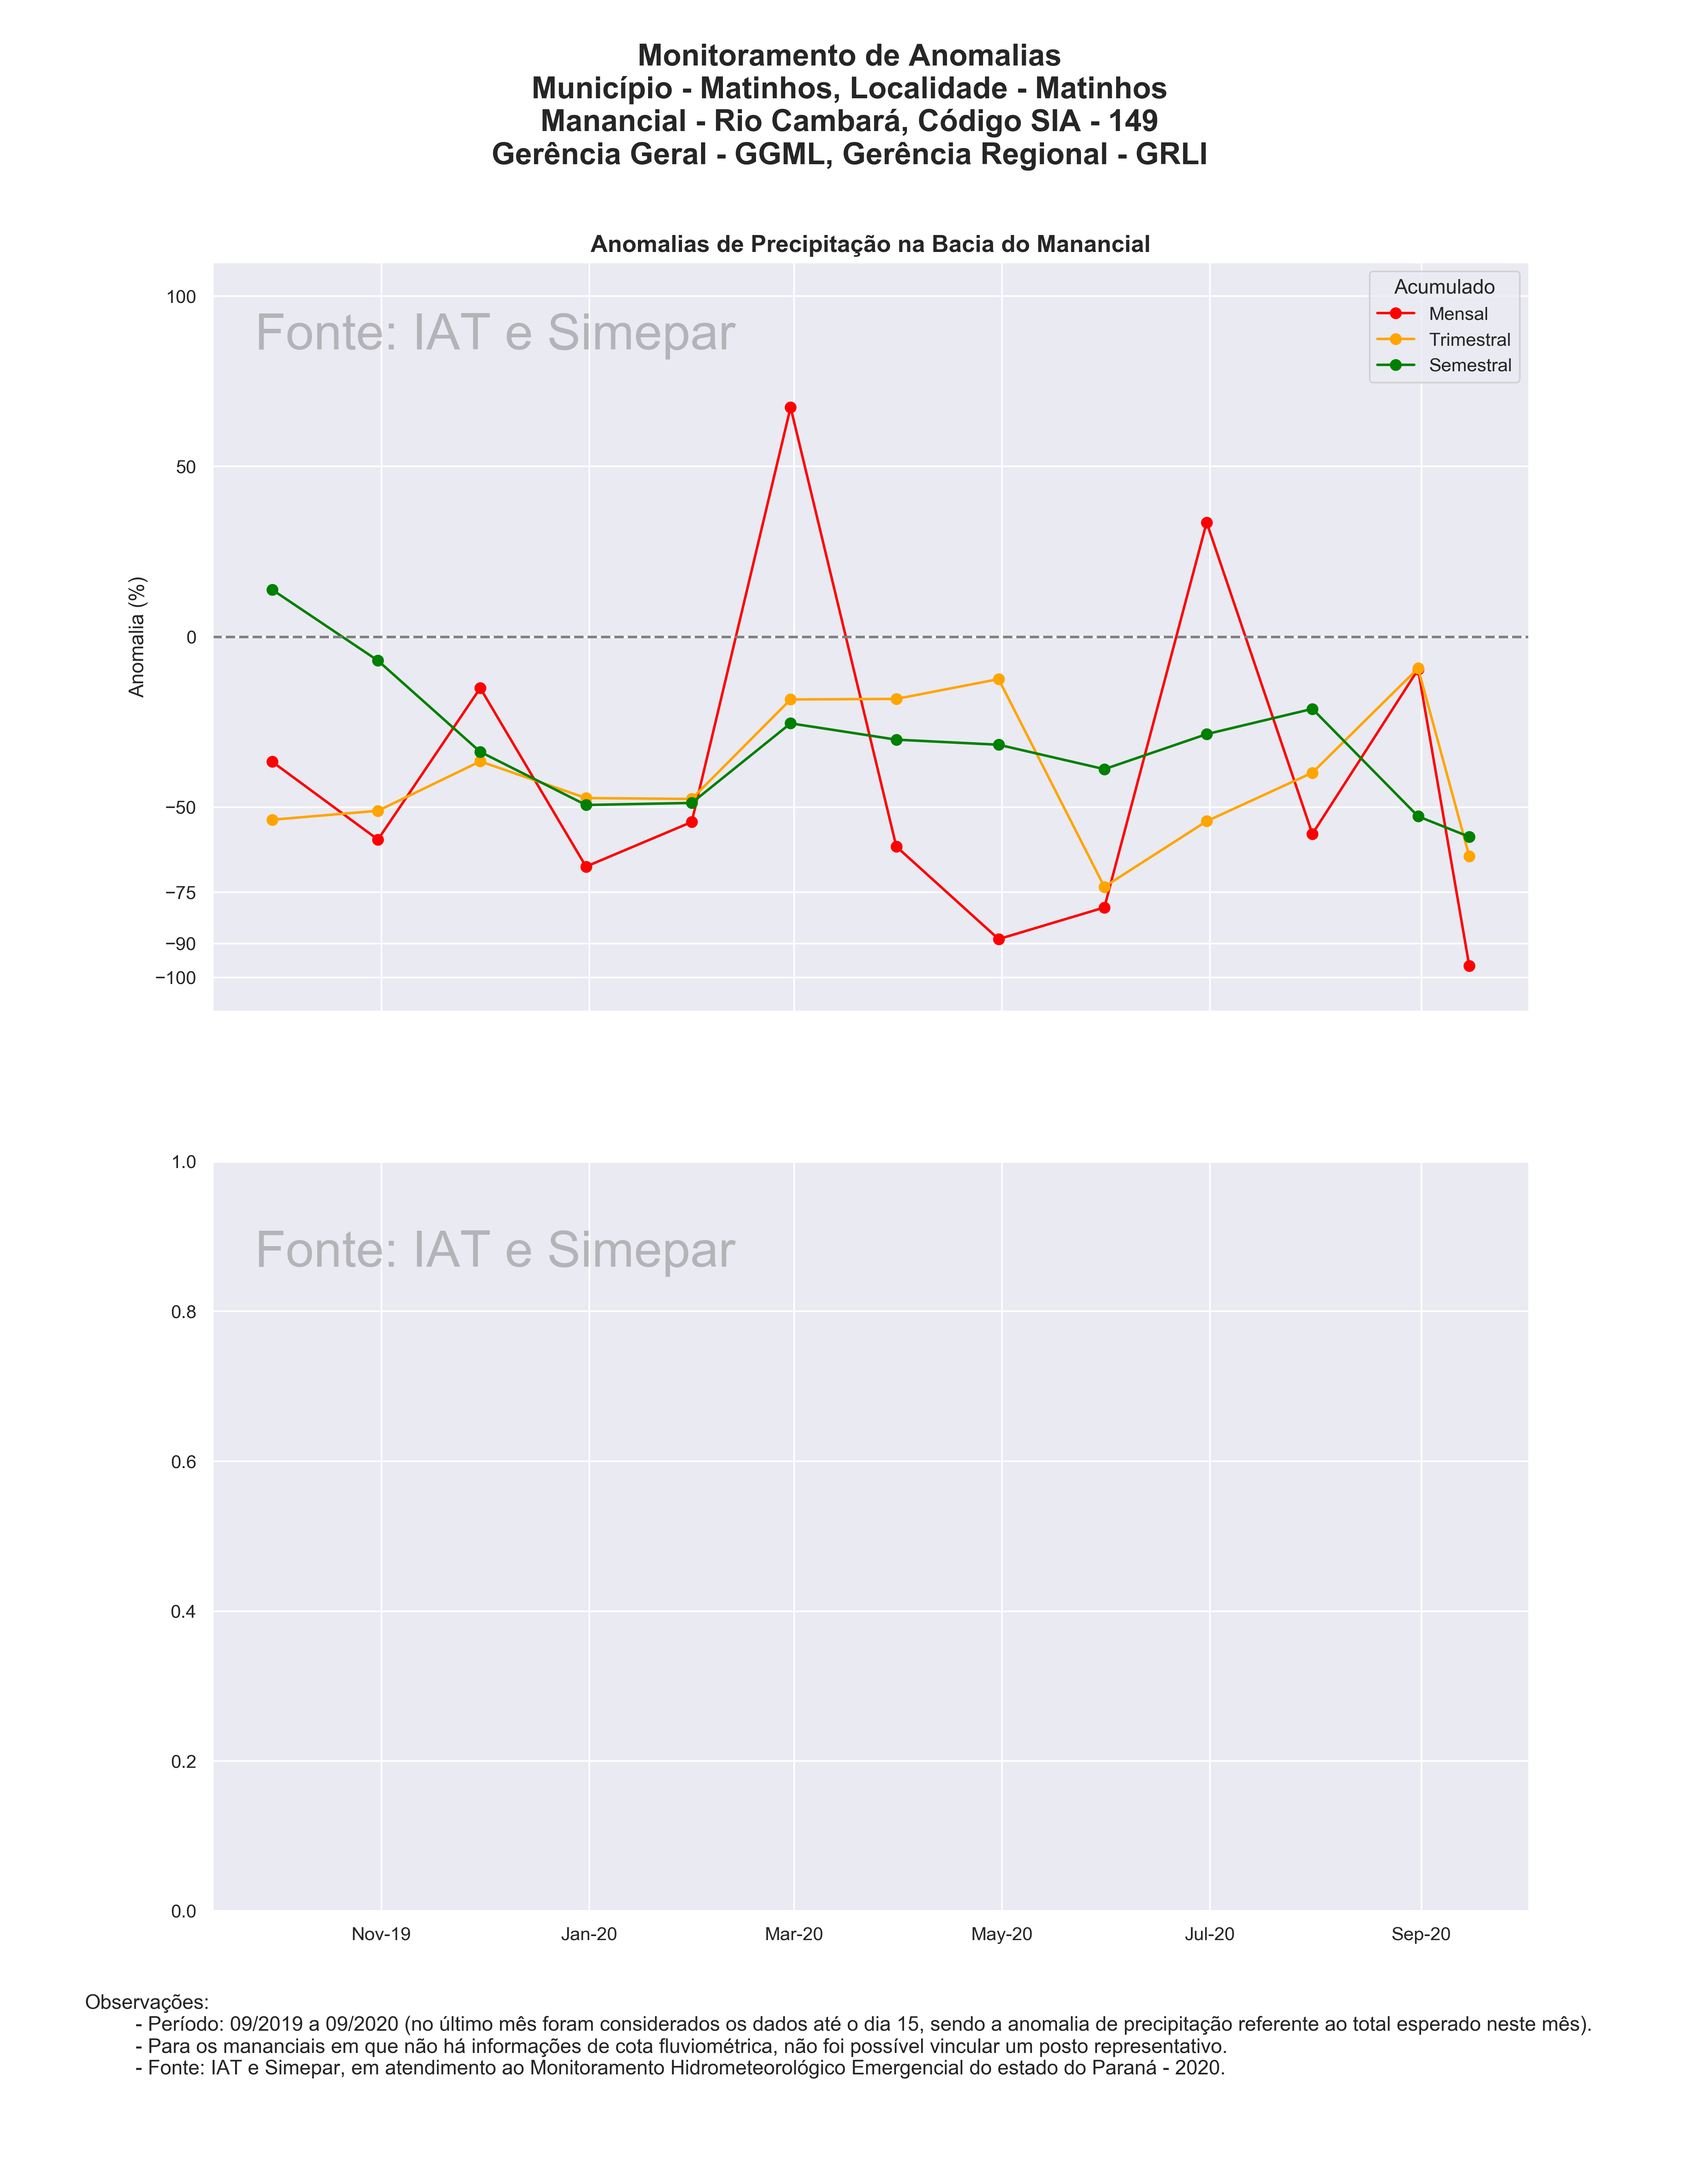 Monitoramento de Anomalias
Município - Matinhos, Localidade - Matinhos
Manancial - Rio Cambará, Código SIA - 149
Gerência Geral - GGML, Gerência Regional - GRLI
Anomalias de Precipitação na Bacia do Manancial
Fonte: IAT e Simepar
Acumulado
Mensal
Trimestral
Semestral
Anomalia (%)
100
50
0
−50
−75
−90
−100
Fonte: IAT e Simepar
1.0
0.8
0.6
0.4
0.2
0.0
Nov-19 Jan-20 Mar-20 May-20 Jul-20 Sep-20
Observações:
- Período: 09/2019 a 09/2020 (no último mês foram considerados os dados até o dia 15, sendo a anomalia de precipitação referente ao total esperado neste mês).
- Para os mananciais em que não há informações de cota fluviométrica, não foi possível vincular um posto representativo.
- Fonte: IAT e Simepar, em atendimento ao Monitoramento Hidrometeorológico Emergencial do estado do Paraná - 2020.